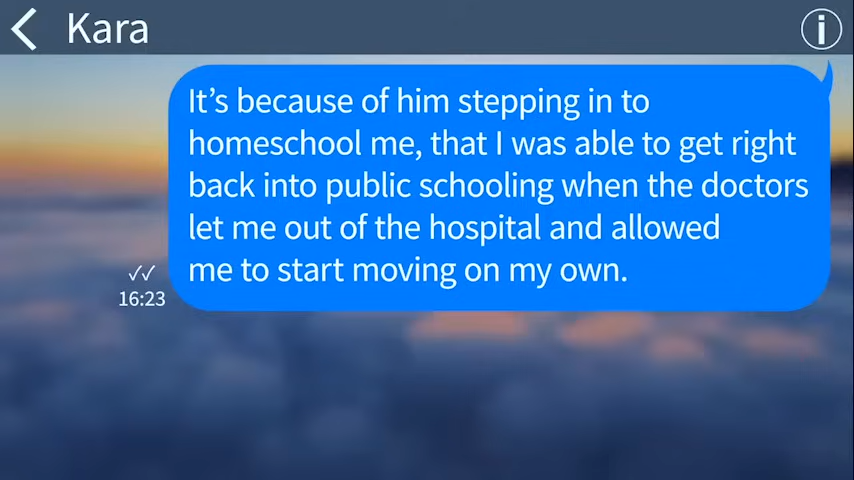 Kara
It’s because of him stepping in to
homeschool me, that I was able to get right
back into public schooling when the doctors
let me out of the hospital and allowed
me to start moving on my own.
16:23